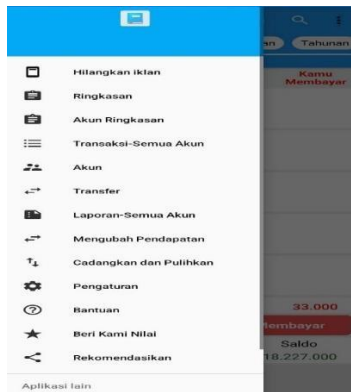 an
Tahunan
Hilangkan iklan
Kamu
Membayar
Ringkasan
Akun Ringkasan
Transaksi-Semua Akun
Akun
Transfer
Laporan-Semua Akun
Mengubah Pendapatan
Cadangkan dan Pulihkan
Pengaturan
Bantuan
33.000
Beri Kami Nilai
Membayar
Rekomendasikan
Saldo
18.227.000
Aplikasi lain